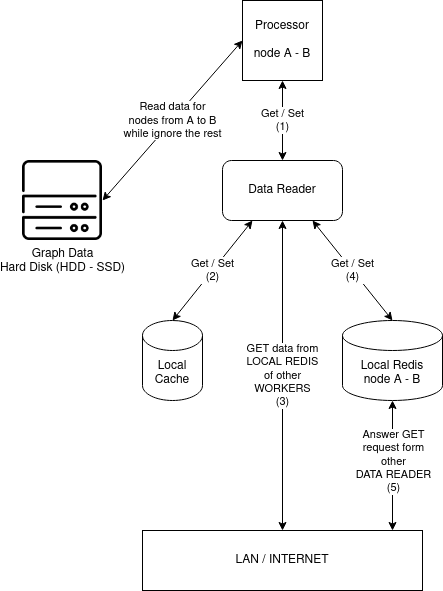 Processor
node A - B
Read data for
nodes from A to B
while ignore the rest
Get / Set
(1)
Data Reader
Graph Data
Hard Disk (HDD - SSD)
Get / Set
(2)
Get / Set
(4)
Local
Cache
GET data from
LOCAL REDIS
of other
WORKERS
(3)
Local Redis
node A - B
Answer GET
request form
other
DATA READER
(5)
LAN / INTERNET